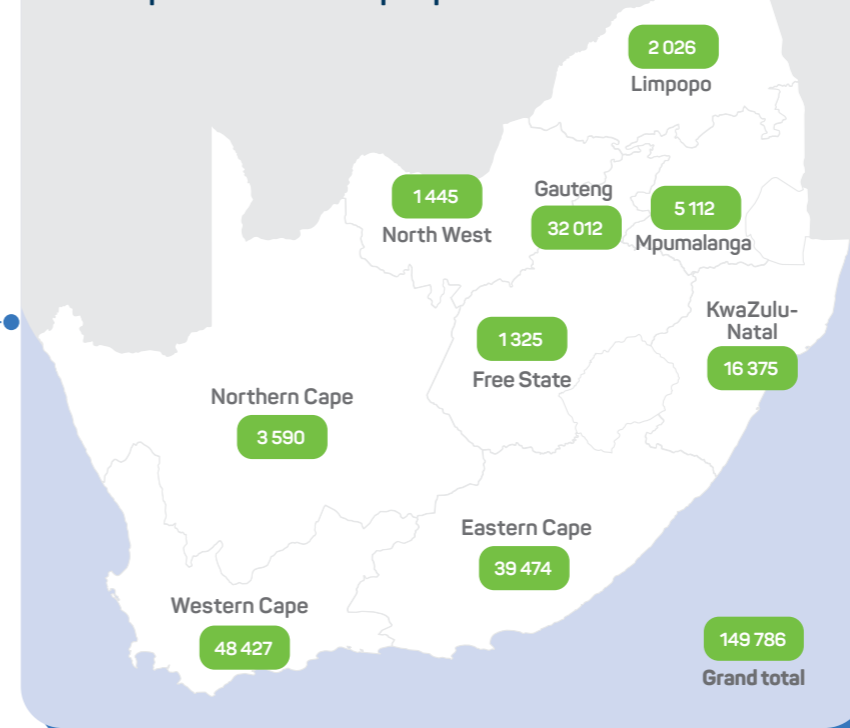 2 026
Limpopo
1 445
North West
Gauteng
32 012
5 112
Mpumalanga
KwaZulu-
Natal
16 375
1 325
Free State
Northern Cape
3 590
Eastern Cape
39 474
Western Cape
48 427
149 786
Grand total